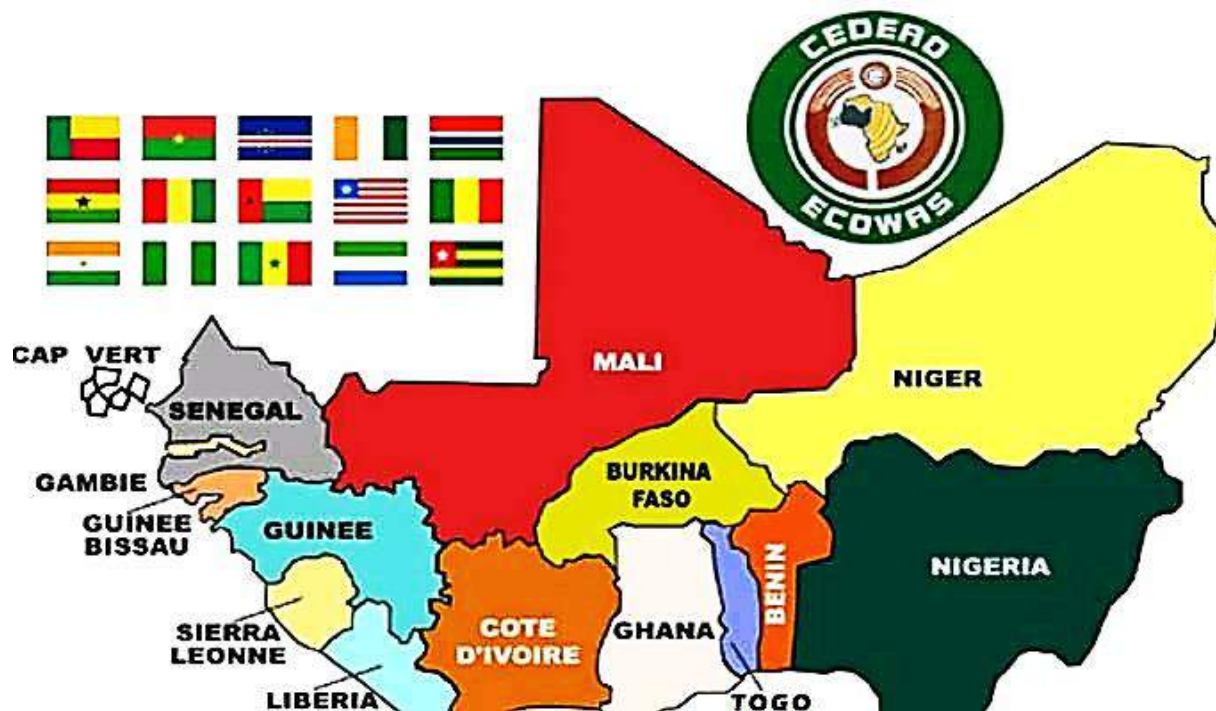 CEDEAO
ECOWAS
MALI
CAP VERT
NIGER
SENEGAL
BURKINA
FASO
GAMBIE
GUINEE
BISSAU
GUINEE
NIGERIA
BENIN
SIERRA
LEONNE
COTE
D'IVOIRE
GHANA
LIBERIA
TOGO